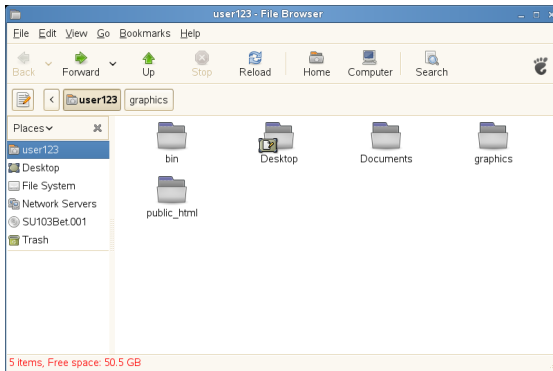 user123 - File Browser
File Edit View Go Bookmarks Help
Back Forward Up Stop Reload Home Computer Search
user123 graphics
Places
user123
Desktop
File System
Network Servers
SU103Bet.001
Trash
bin Desktop Documents graphics
public_html
5 items, Free space: 50.5 GB